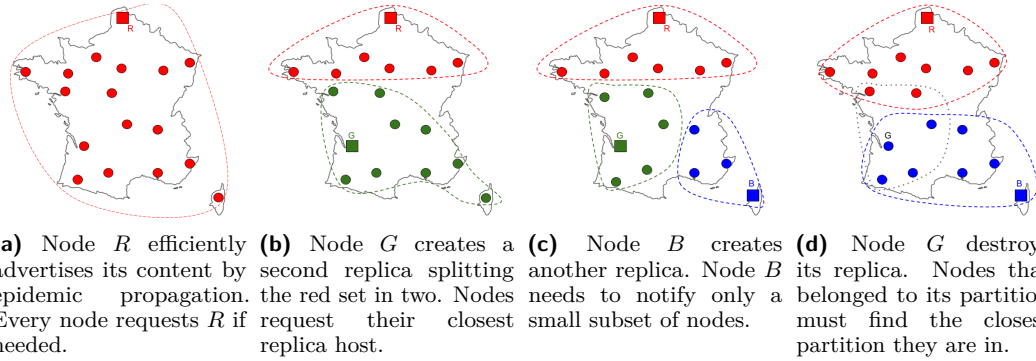 R
R
G
R
G
B
R
G
B
a) Node R efficiently
advertises its content by
epidemic propagation.
Every node requests R if
needed.
(b) Node G creates a
second replica splitting
the red set in two. Nodes
request their closest
replica host.
(c) Node B creates
another replica. Node B
needs to notify only a
small subset of nodes.
(d) Node G destroy
its replica. Nodes tha
belonged to its partitio
must find the closes
partition they are in.